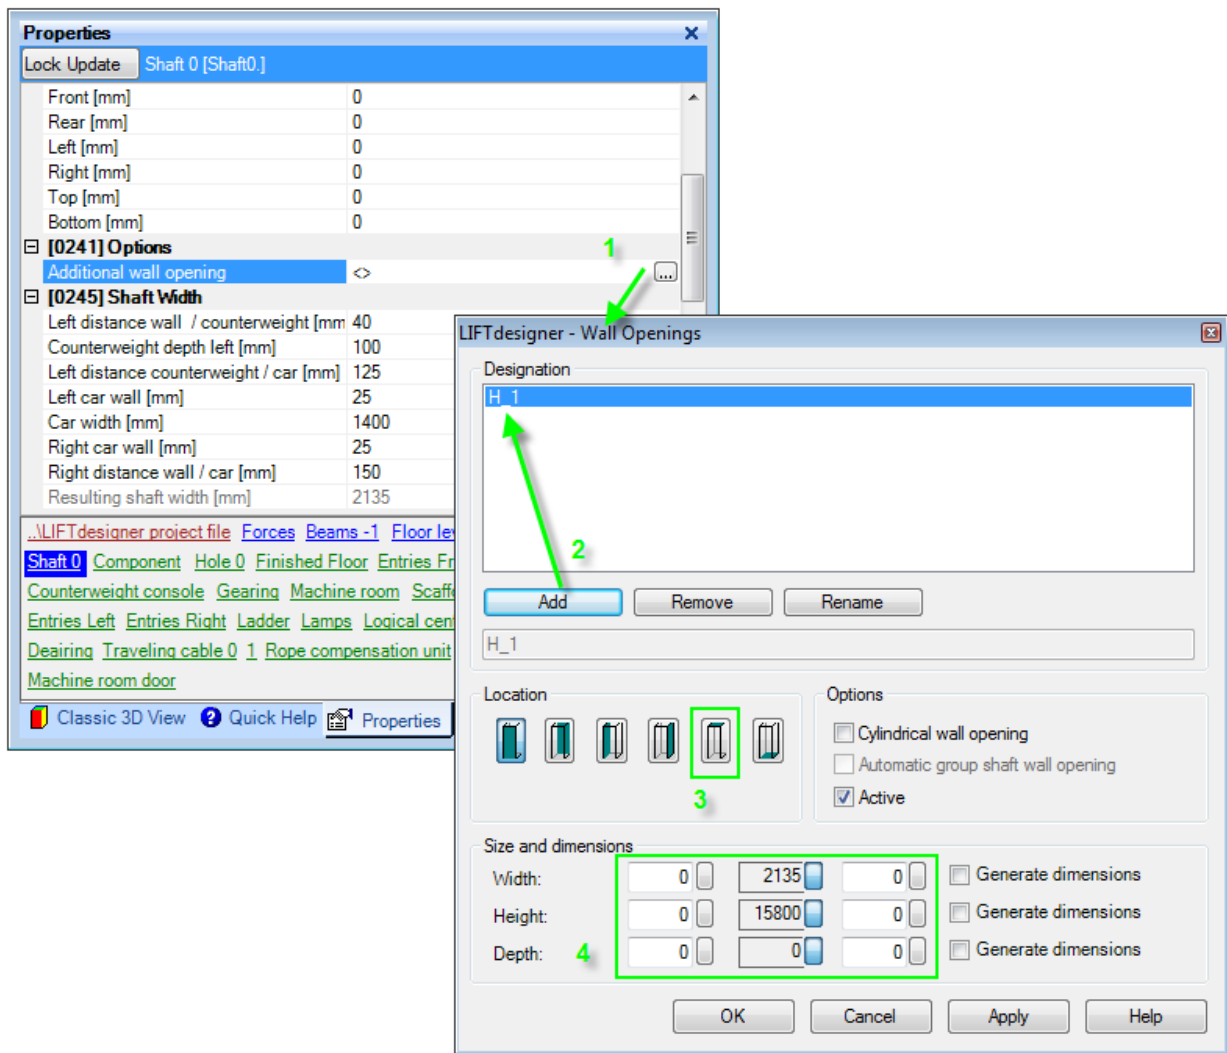 Properties
Lock Update Shaft 0 [Shaft0.]
Front [mm] 0
Rear [mm] 0
Left [mm] 0
Right [mm] 0
Top [mm] 0
Bottom [mm] 0
[0241] Options
1
Additional wall opening <> ...
[0245] Shaft Width
Left distance wall / counterweight [mm 40
Counterweight depth left [mm] 100
Left distance counterweight / car [mm] 125
Left car wall [mm] 25
Car width [mm] 1400
Right car wall [mm] 25
Right distance wall / car [mm] 150
Resulting shaft width [mm] 2135
..\LIFTdesigner project file Forces Beams -1 Floor le
Shaft 0 Component Hole 0 Finished Floor Entries Fr
Counterweight console Gearing Machine room Scaff
Entries Left Entries Right Ladder Lamps Logical cen
Deairing Traveling cable 0 1 Rope compensation unit
Machine room door
Classic 3D View Quick Help Properties
LIFTdesigner - Wall Openings
Designation
H_1
2
Add Remove Rename
H_1
Location
3
Options
Cylindrical wall opening
Automatic group shaft wall opening
Active
Size and dimensions
Width: 0 2135 0 Generate dimensions
Height: 0 15800 0 Generate dimensions
Depth: 4 0 0 0 Generate dimensions
OK Cancel Apply Help